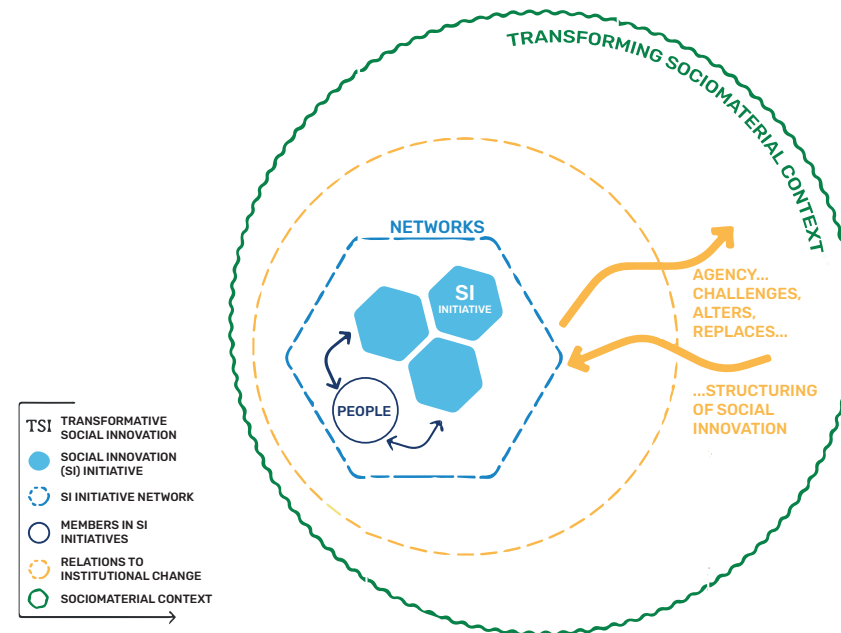 TRANSFORMING SOCIOMATERIAL CONTEXT
NETWORKS
SI
INITIATIVE
PEOPLE
AGENCY...
CHALLENGES,
ALTERS,
REPLACES...
...STRUCTURING
OF SOCIAL
INNOVATION
TSI TRANSFORMATIVE
SOCIAL INNOVATION
SOCIAL INNOVATION
(SI) INITIATIVE
SI INITIATIVE NETWORK
MEMBERS IN SI
INITIATIVES
RELATIONS TO
INSTITUTIONAL CHANGE
SOCIOMATERIAL CONTEXT